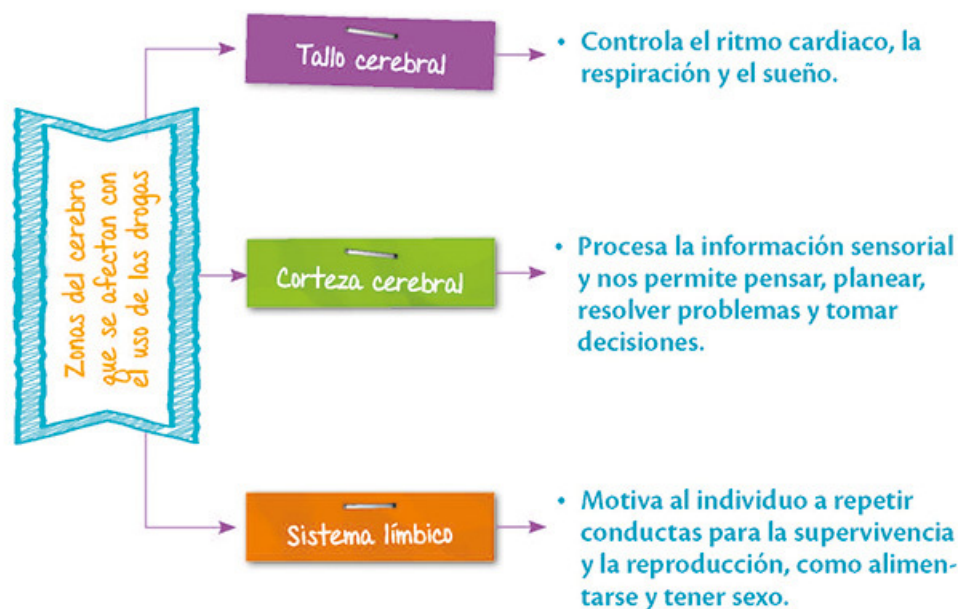 Zonas del cerebro
que se afectan con
el uso de las drogas
Tallo cerebral
• Controla el ritmo cardiaco, la
respiración y el sueño.
Corteza cerebral
• Procesa la información sensorial
y nos permite pensar, planear,
resolver problemas y tomar
decisiones.
Sistema límbico
• Motiva al individuo a repetir
conductas para la supervivencia
y la reproducción, como alimen-
tarse y tener sexo.